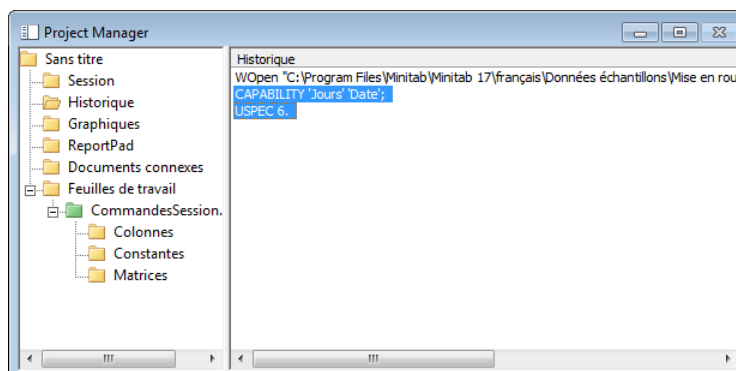 Project Manager
Sans titre
Session
Historique
Graphiques
ReportPad
Documents connexes
Feuilles de travail
CommandesSession.
Colonnes
Constantes
Matrices
Historique
WOpen "C:\Program Files\Minitab\Minitab 17\français\Données échantillons\Mise en rou
CAPABILITY 'Jours' 'Date';
USPEC 6.